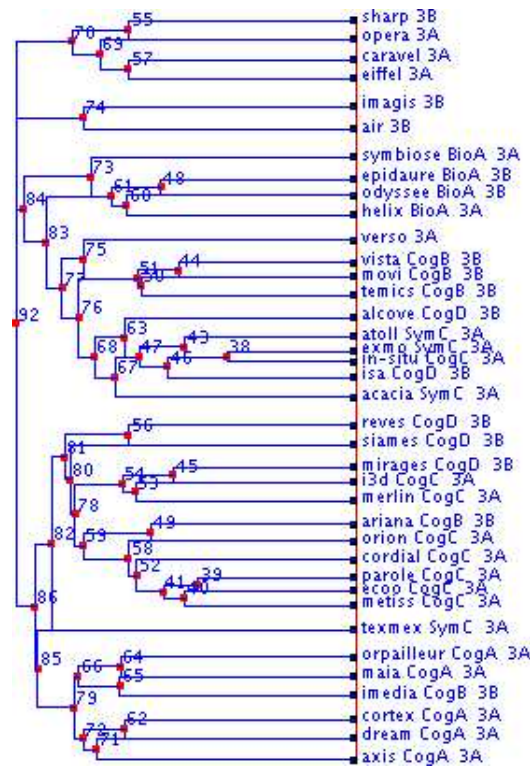 sharp 3B
55
70
opera 3A
69
caravel 3A
57
eiffel 3A
imagis 3B
74
air 3B
symbiose BioA 3A
73
epidaure BioA 3B
48
61
odyssee BioA 3B
84
60
helix BioA 3A
verso 3A
83
75
vista CogB 3B
44
51
movi CogB 3B
77
50
temics CogB 3B
76
alcove CogD 3B
92
63
atoll SymC 3A
43
exmo SymC 3A
38
68
47
in-situ CogC 3A
46
isa CogD 3B
67
acacia SymC 3A
reves CogD 3B
56
siames CogD 3B
81
mirages CogD 3B
45
80
54
i3d CogC 3A
53
merlin CogC 3A
78
ariana CogB 3B
49
82
59
orion CogC 3A
58
cordial CogC 3A
52
parole CogC 3A
39
41
ecoo CogC 3A
40
metiss CogC 3A
86
texmex SymC 3A
orpailleur CogA 3A
64
85
66
maia CogA 3A
65
imedia CogB 3B
79
cortex CogA 3A
62
72
dream CogA 3A
71
axis CogA 3A